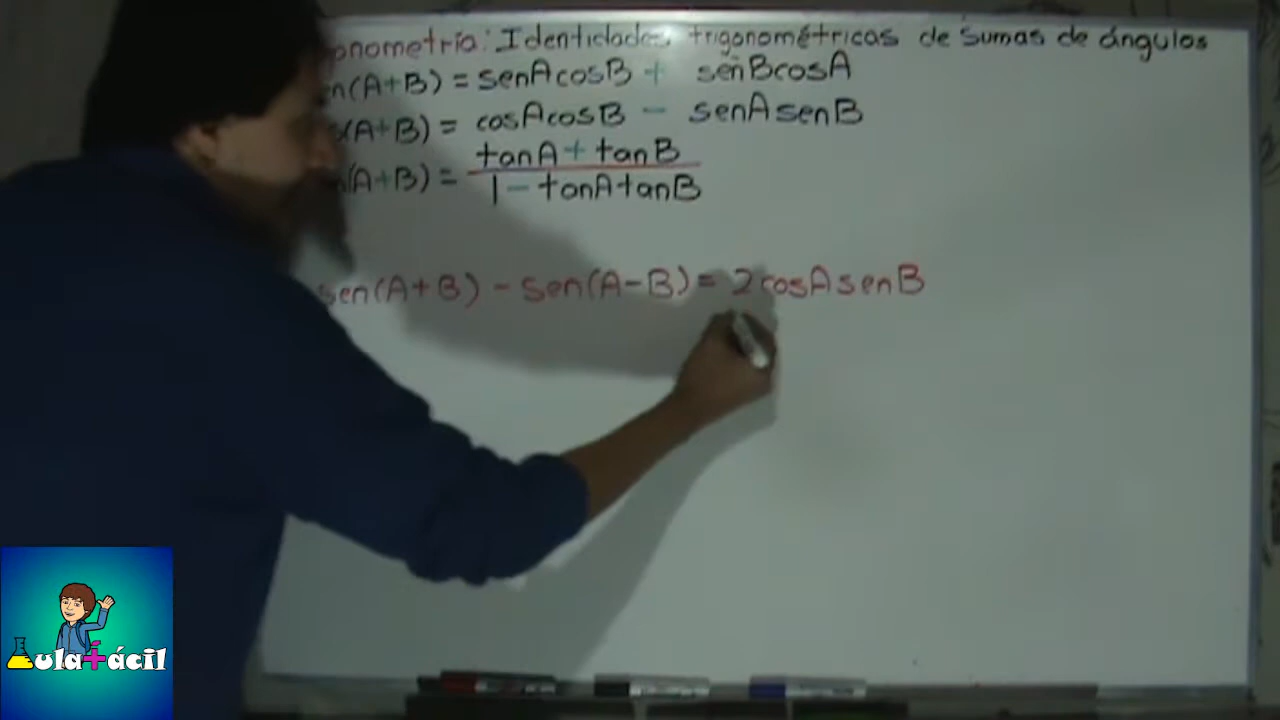 onometría: Identidades trigonométricas de sumas de ángulos
en(A+B) = senAcosB + senBcosA
(A+B) = cosAcosB - senAsenB
(A+B) = tanA + tanB
1 - tanAtanB
sen(A+B) - sen(A-B) = 2cosAsenB
Aula fácil